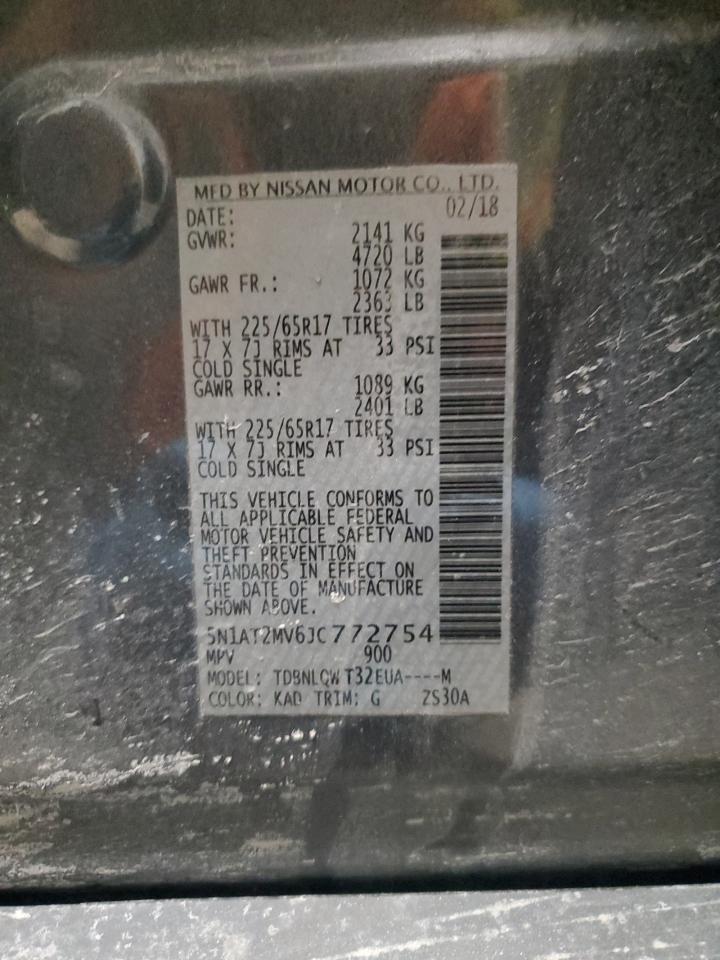 MFD BY NISSAN MOTOR CO., LTD.
DATE: 02/18
GVWR: 2141 KG
4720 LB
GAWR FR.: 1072 KG
2363 LB
WITH 225/65R17 TIRES
17 X 7J RIMS AT 33 PSI
COLD SINGLE
GAWR RR.: 1089 KG
2401 LB
WITH 225/65R17 TIRES
17 X 7J RIMS AT 33 PSI
COLD SINGLE
THIS VEHICLE CONFORMS TO
ALL APPLICABLE FEDERAL
MOTOR VEHICLE SAFETY AND
THEFT PREVENTION
STANDARDS IN EFFECT ON
THE DATE OF MANUFACTURE
SHOWN ABOVE.
5N1AT2MV6JC772754
MPV 900
MODEL: TDBNLQW T32EUA----M
COLOR: KAD TRIM: G ZS30A